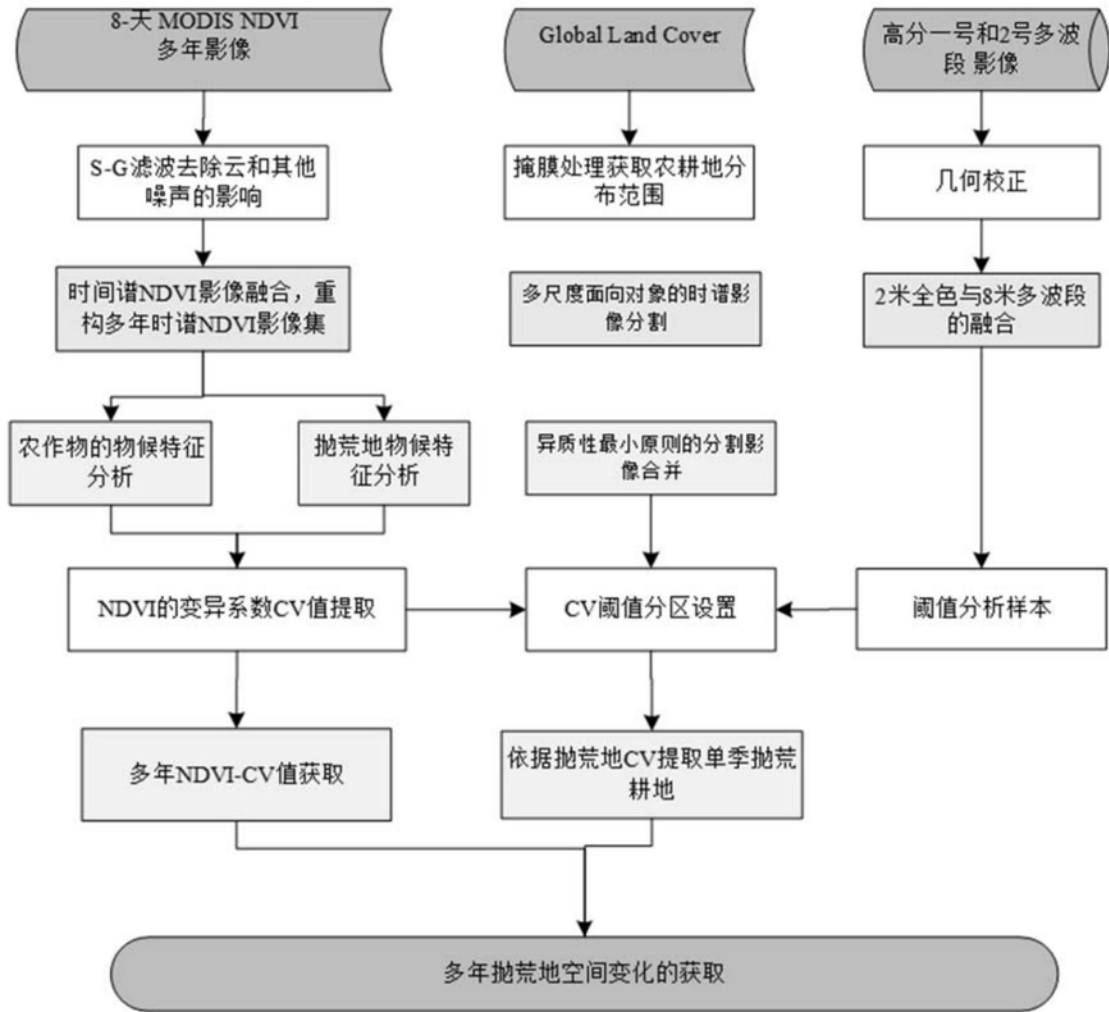 8-天 MODIS NDVI
多年影像
Global Land Cover
高分一号和2号多波
段 影像
S-G滤波去除云和其他
噪声的影响
掩膜处理获取农耕地分
布范围
几何校正
时间谱NDVI影像融合，重
构多年时谱NDVI影像集
多尺度面向对象的时谱影
像分割
2米全色与8米多波段
的融合
农作物的物候特征
分析
抛荒地物候特
征分析
异质性最小原则的分割影
像合并
NDVI的变异系数CV值提取
CV阈值分区设置
阈值分析样本
多年NDVI-CV值获取
依据抛荒地CV提取单季抛荒
耕地
多年抛荒地空间变化的获取